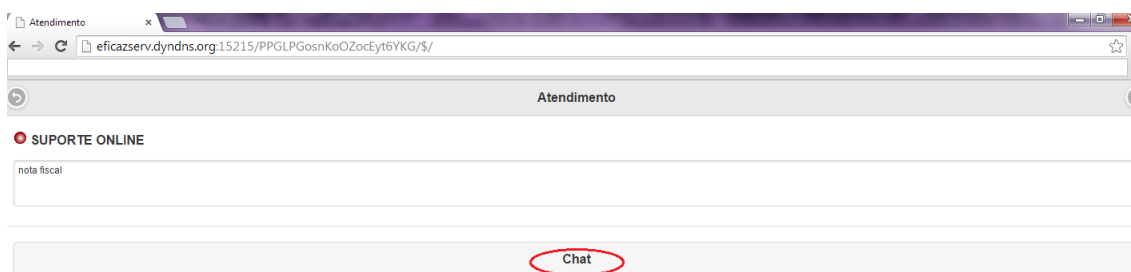 Atendimento
eficazserv.dyndns.org:15215/PPGLPGosnKoOZocEyt6YKG/$/
Atendimento
SUPORTE ONLINE
nota fiscal
Chat